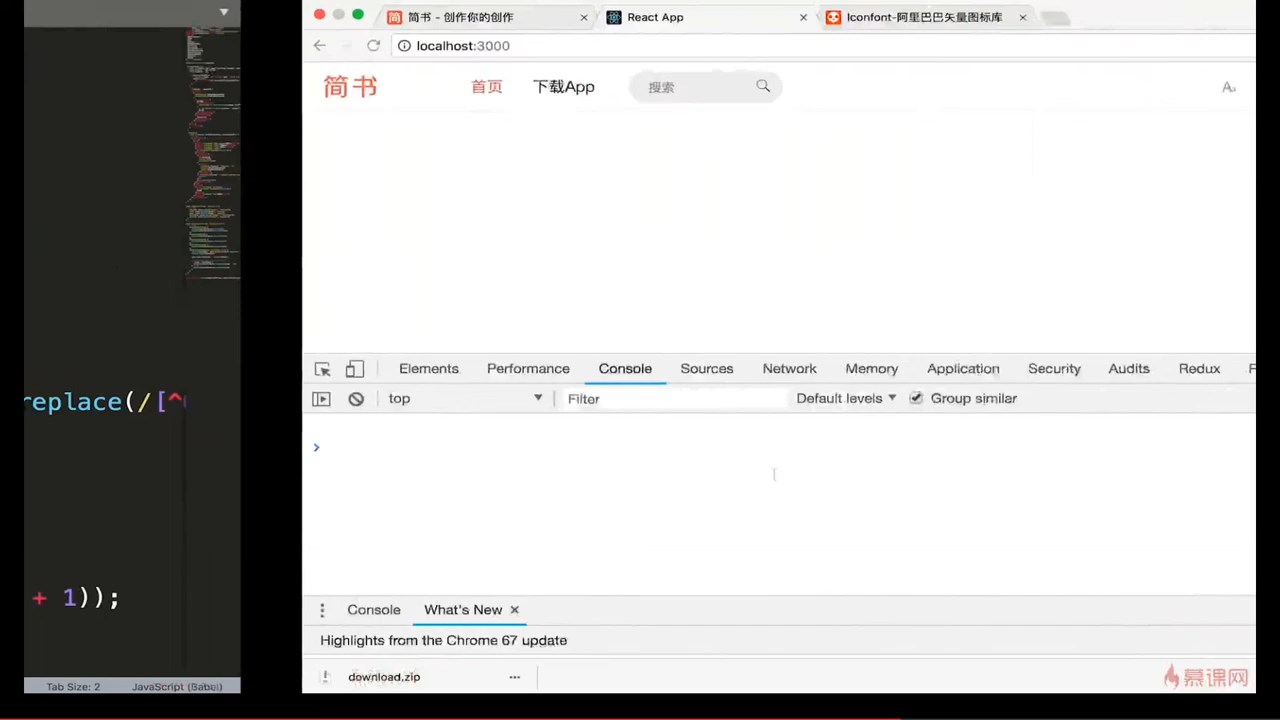 简书 - 创作你的创作
React App
Iconfont-阿里巴巴矢量图标库
localhost:3000
简书
首页
下载App
搜索
Aa
Elements
Performance
Console
Sources
Network
Memory
Application
Security
Audits
Redux
top
Filter
Default levels
Group similar
replace(/[^
+ 1));
Console
What's New
Highlights from the Chrome 67 update
download.zip
慕课网
Tab Size: 2
JavaScript (Babel)